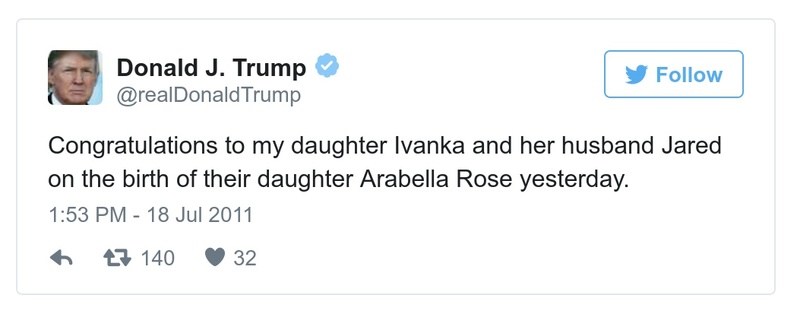 Donald J. Trump
@realDonaldTrump
Follow
Congratulations to my daughter Ivanka and her husband Jared
on the birth of their daughter Arabella Rose yesterday.
1:53 PM - 18 Jul 2011
140 32